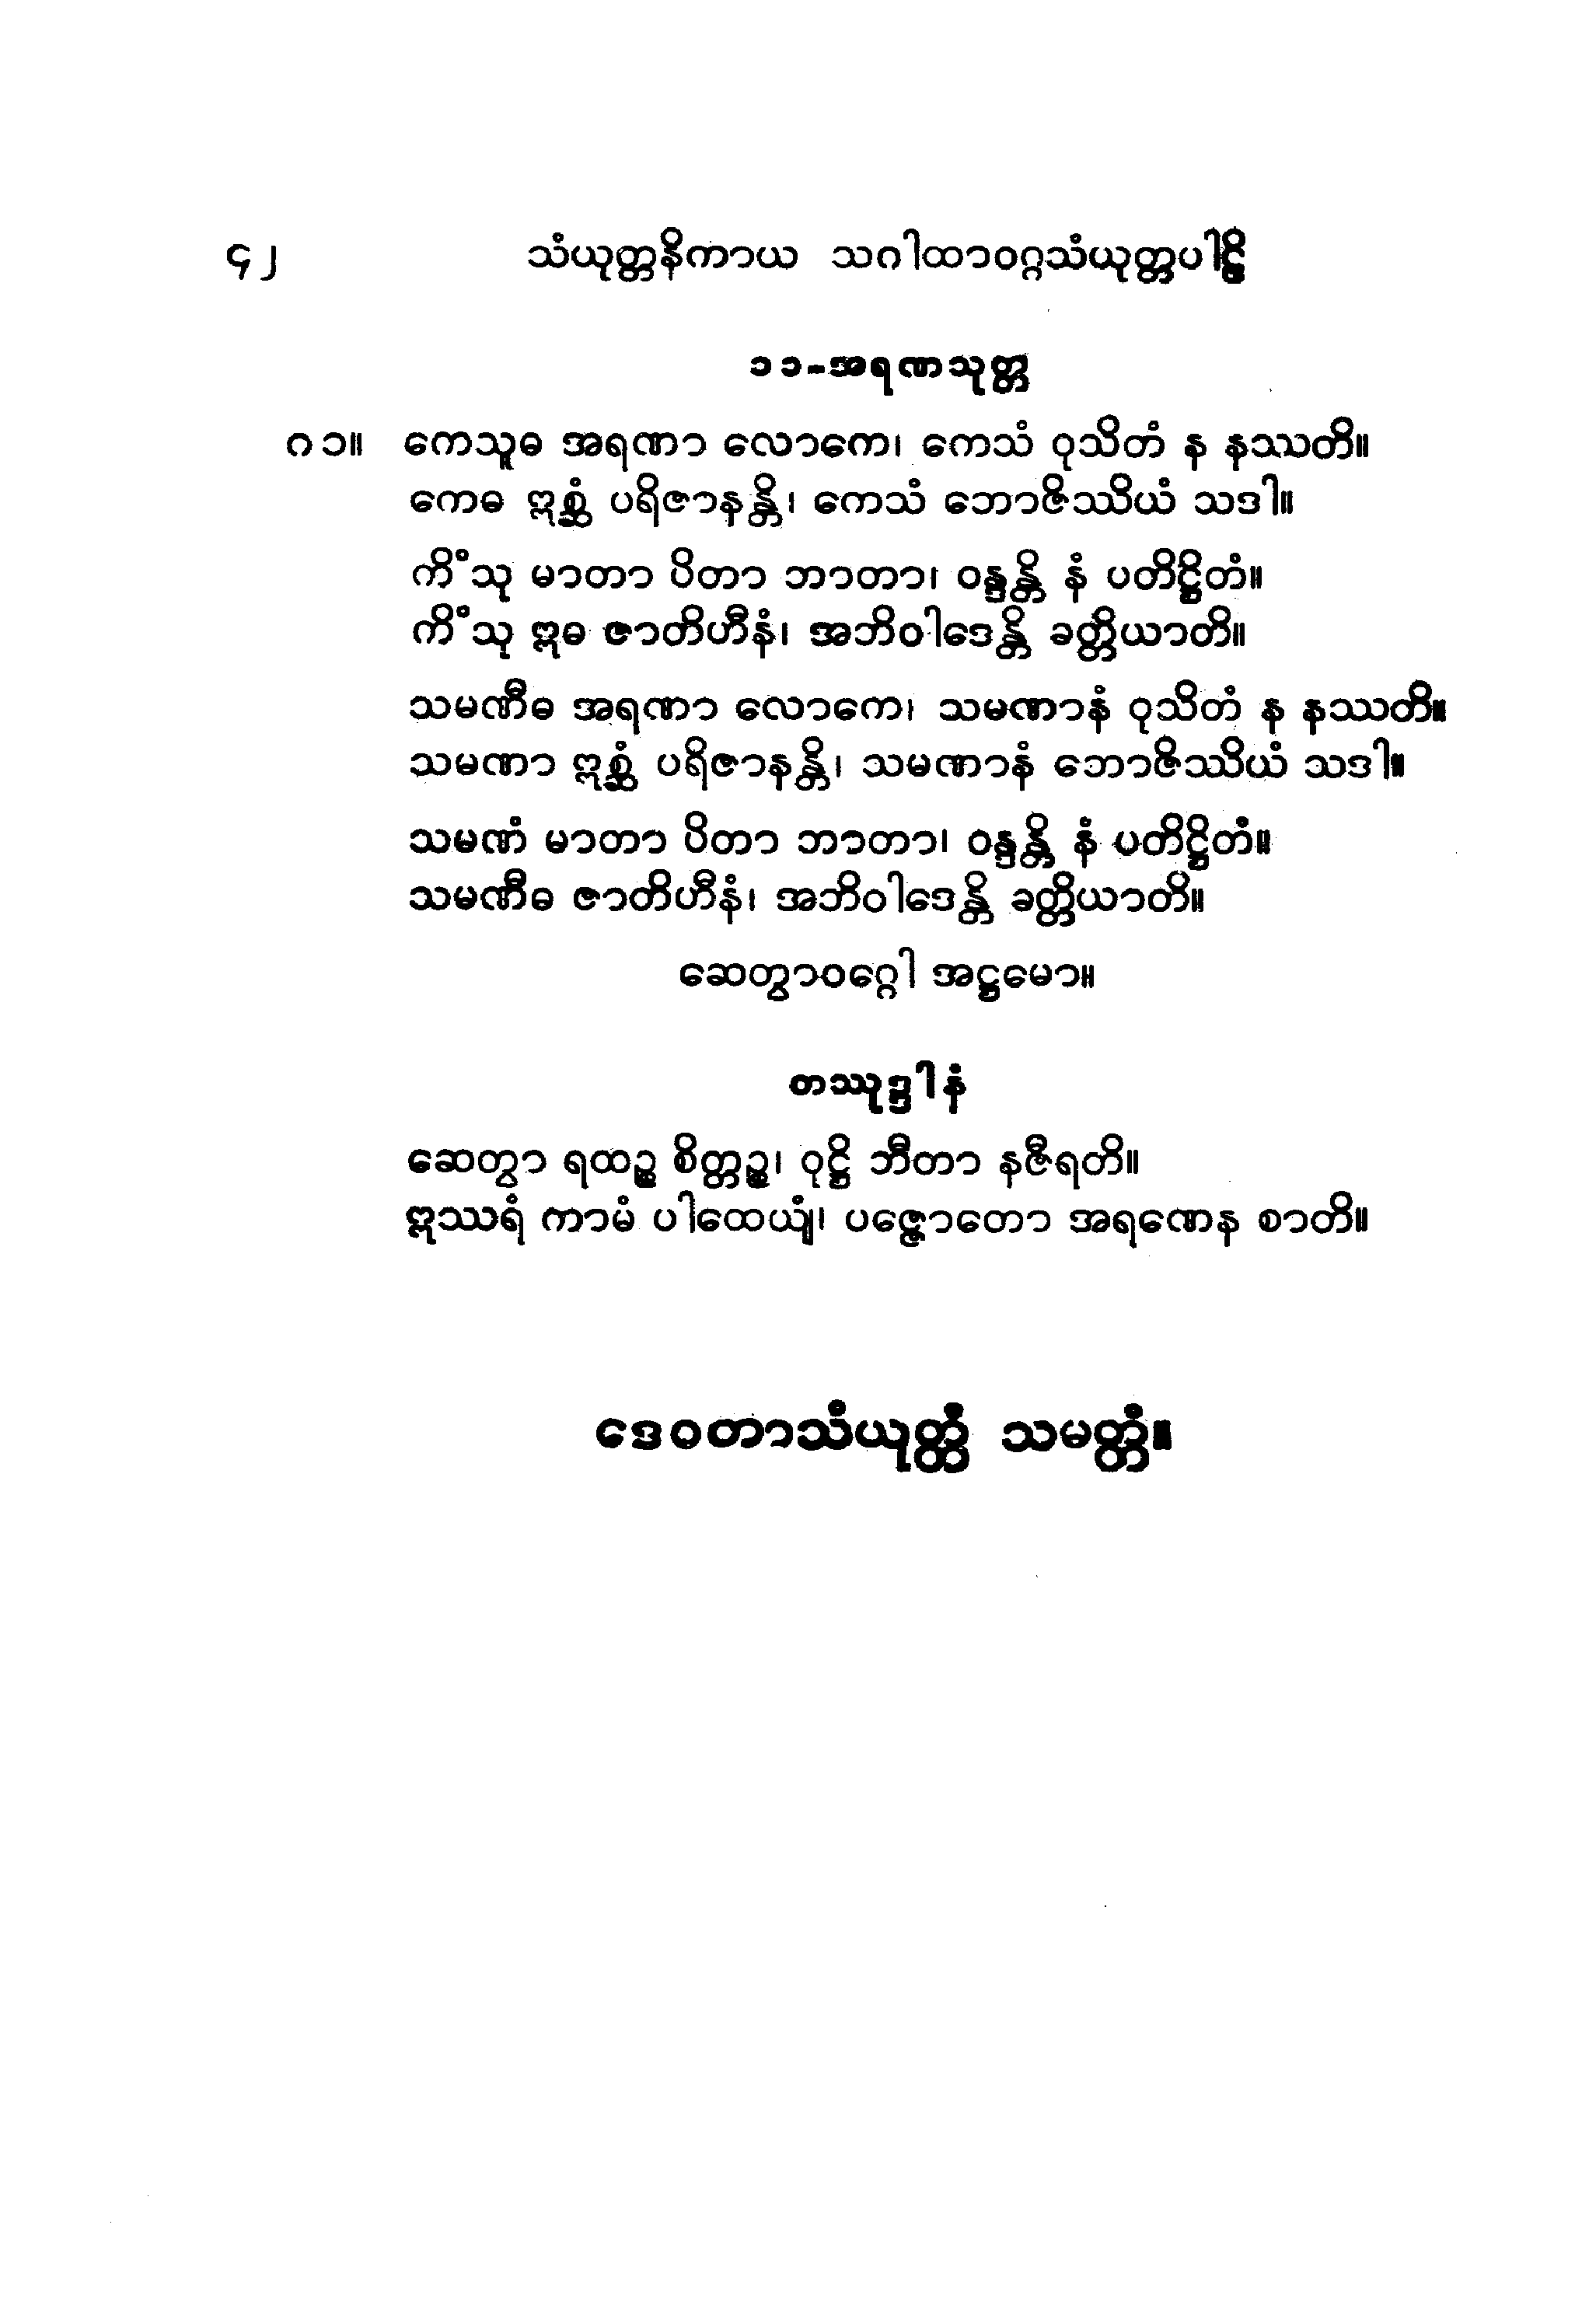 ၄၂ သံယုတ္တနိကာယ သဂါထာဝဂ္ဂသံယုတ္တပါဠိ
၁၁-အရဏသုတ္တ
၈၁။ ကေသူဓ အရဏာ လောကေ၊ ကေသံ ဝုသိတံ န နဿတိ။
ကေဓ ဣစ္ဆံ ပရိဇာနန္တိ၊ ကေသံ ဘောဇိဿိယံ သဒါ။
ကိံသု မာတာ ပိတာ ဘာတာ၊ ဝန္ဒန္တိ နံ ပတိဋ္ဌိတံ။
ကိံသု ဣဓ ဇာတိဟီနံ၊ အဘိဝါဒေန္တိ ခတ္တိယာတိ။
သမဏီဓ အရဏာ လောကေ၊ သမဏာနံ ဝုသိတံ န နဿတိ။
သမဏာ ဣစ္ဆံ ပရိဇာနန္တိ၊ သမဏာနံ ဘောဇိဿိယံ သဒါ။
သမဏံ မာတာ ပိတာ ဘာတာ၊ ဝန္ဒန္တိ နံ ပတိဋ္ဌိတံ။
သမဏီဓ ဇာတိဟီနံ၊ အဘိဝါဒေန္တိ ခတ္တိယာတိ။
ဆေတွာဝဂ္ဂေါ အဋ္ဌမော။
တဿုဒ္ဒါနံ
ဆေတွာ ရထဉ္စ စိတ္တဉ္စ၊ ဝုဋ္ဌိ ဘီတာ နဇီရတိ။
ဣဿရံ ကာမံ ပါထေယျံ၊ ပဇ္ဇောတော အရဏေန စာတိ။
ဒေဝတာသံယုတ္တံ သမတ္တံ။